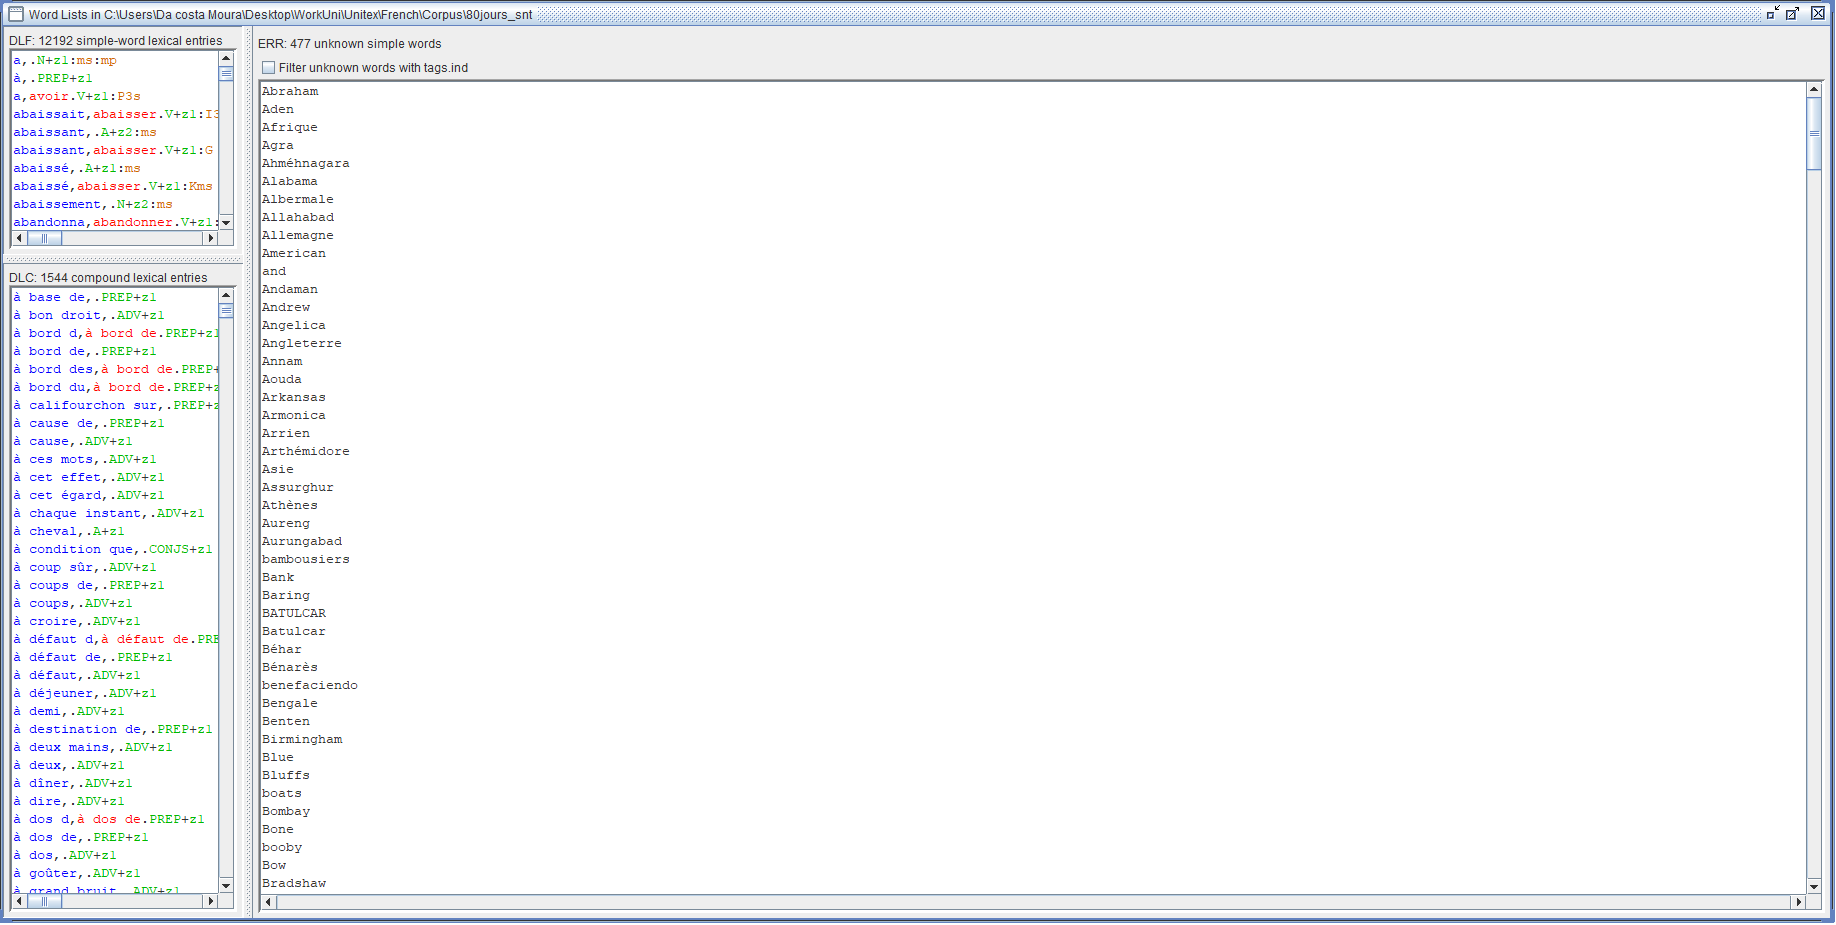 Word Lists in C:\Users\Da costa Moura\Desktop\WorkUni\Unitex\French\Corpus\80jours_snt
DLF: 12192 simple-word lexical entries
a,.N+z1:ms:mp
à,.PREP+z1
a,avoir.V+z1:P3s
abaissait,abaisser.V+z1:I3
abaissant,.A+z2:ms
abaissant,abaisser.V+z1:G
abaissé,.A+z1:ms
abaissé,abaisser.V+z1:Kms
abaissement,.N+z2:ms
abandonna,abandonner.V+z1:
DLC: 1544 compound lexical entries
à base de,.PREP+z1
à bon droit,.ADV+z1
à bord d,à bord de.PREP+z1
à bord de,.PREP+z1
à bord des,à bord de.PREP+
à bord du,à bord de.PREP+z
à califourchon sur,.PREP+z
à cause de,.PREP+z1
à cause,.ADV+z1
à ces mots,.ADV+z1
à cet effet,.ADV+z1
à cet égard,.ADV+z1
à chaque instant,.ADV+z1
à cheval,.A+z1
à condition que,.CONJS+z1
à coup sûr,.ADV+z1
à coups de,.PREP+z1
à coups,.ADV+z1
à croire,.ADV+z1
à défaut d,à défaut de.PRE
à défaut de,.PREP+z1
à défaut,.ADV+z1
à déjeuner,.ADV+z1
à demi,.ADV+z1
à destination de,.PREP+z1
à deux mains,.ADV+z1
à deux,.ADV+z1
à dîner,.ADV+z1
à dire,.ADV+z1
à dos d,à dos de.PREP+z1
à dos de,.PREP+z1
à dos,.ADV+z1
à goûter,.ADV+z1
à grand bruit,.ADV+z1
ERR: 477 unknown simple words
Filter unknown words with tags.ind
Abraham
Aden
Afrique
Agra
Ahméhnagara
Alabama
Albermale
Allahabad
Allemagne
American
and
Andaman
Andrew
Angelica
Angleterre
Annam
Aouda
Arkansas
Armonica
Arrien
Arthémidore
Asie
Assurghur
Athènes
Aureng
Aurungabad
bambousiers
Bank
Baring
BATULCAR
Batulcar
Béhar
Bénarès
benefaciendo
Bengale
Benten
Birmingham
Blue
Bluffs
boats
Bombay
Bone
booby
Bow
Bradshaw